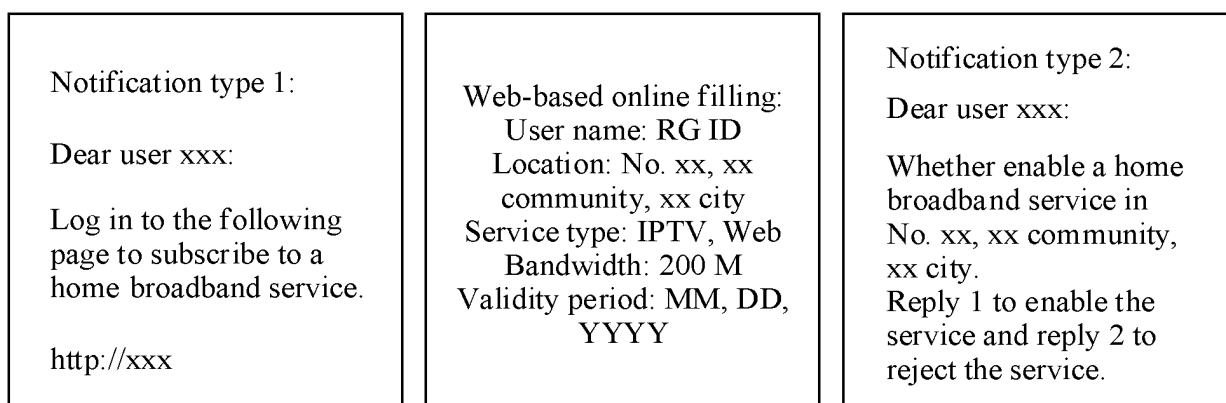 Notification type 1:
Dear user xxx:
Log in to the following
page to subscribe to a
home broadband service.
http://xxx
Web-based online filling:
User name: RG ID
Location: No. xx, xx
community, xx city
Service type: IPTV, Web
Bandwidth: 200 M
Validity period: MM, DD,
YYYY
Notification type 2:
Dear user xxx:
Whether enable a home
broadband service in
No. xx, xx community,
xx city.
Reply 1 to enable the
service and reply 2 to
reject the service.